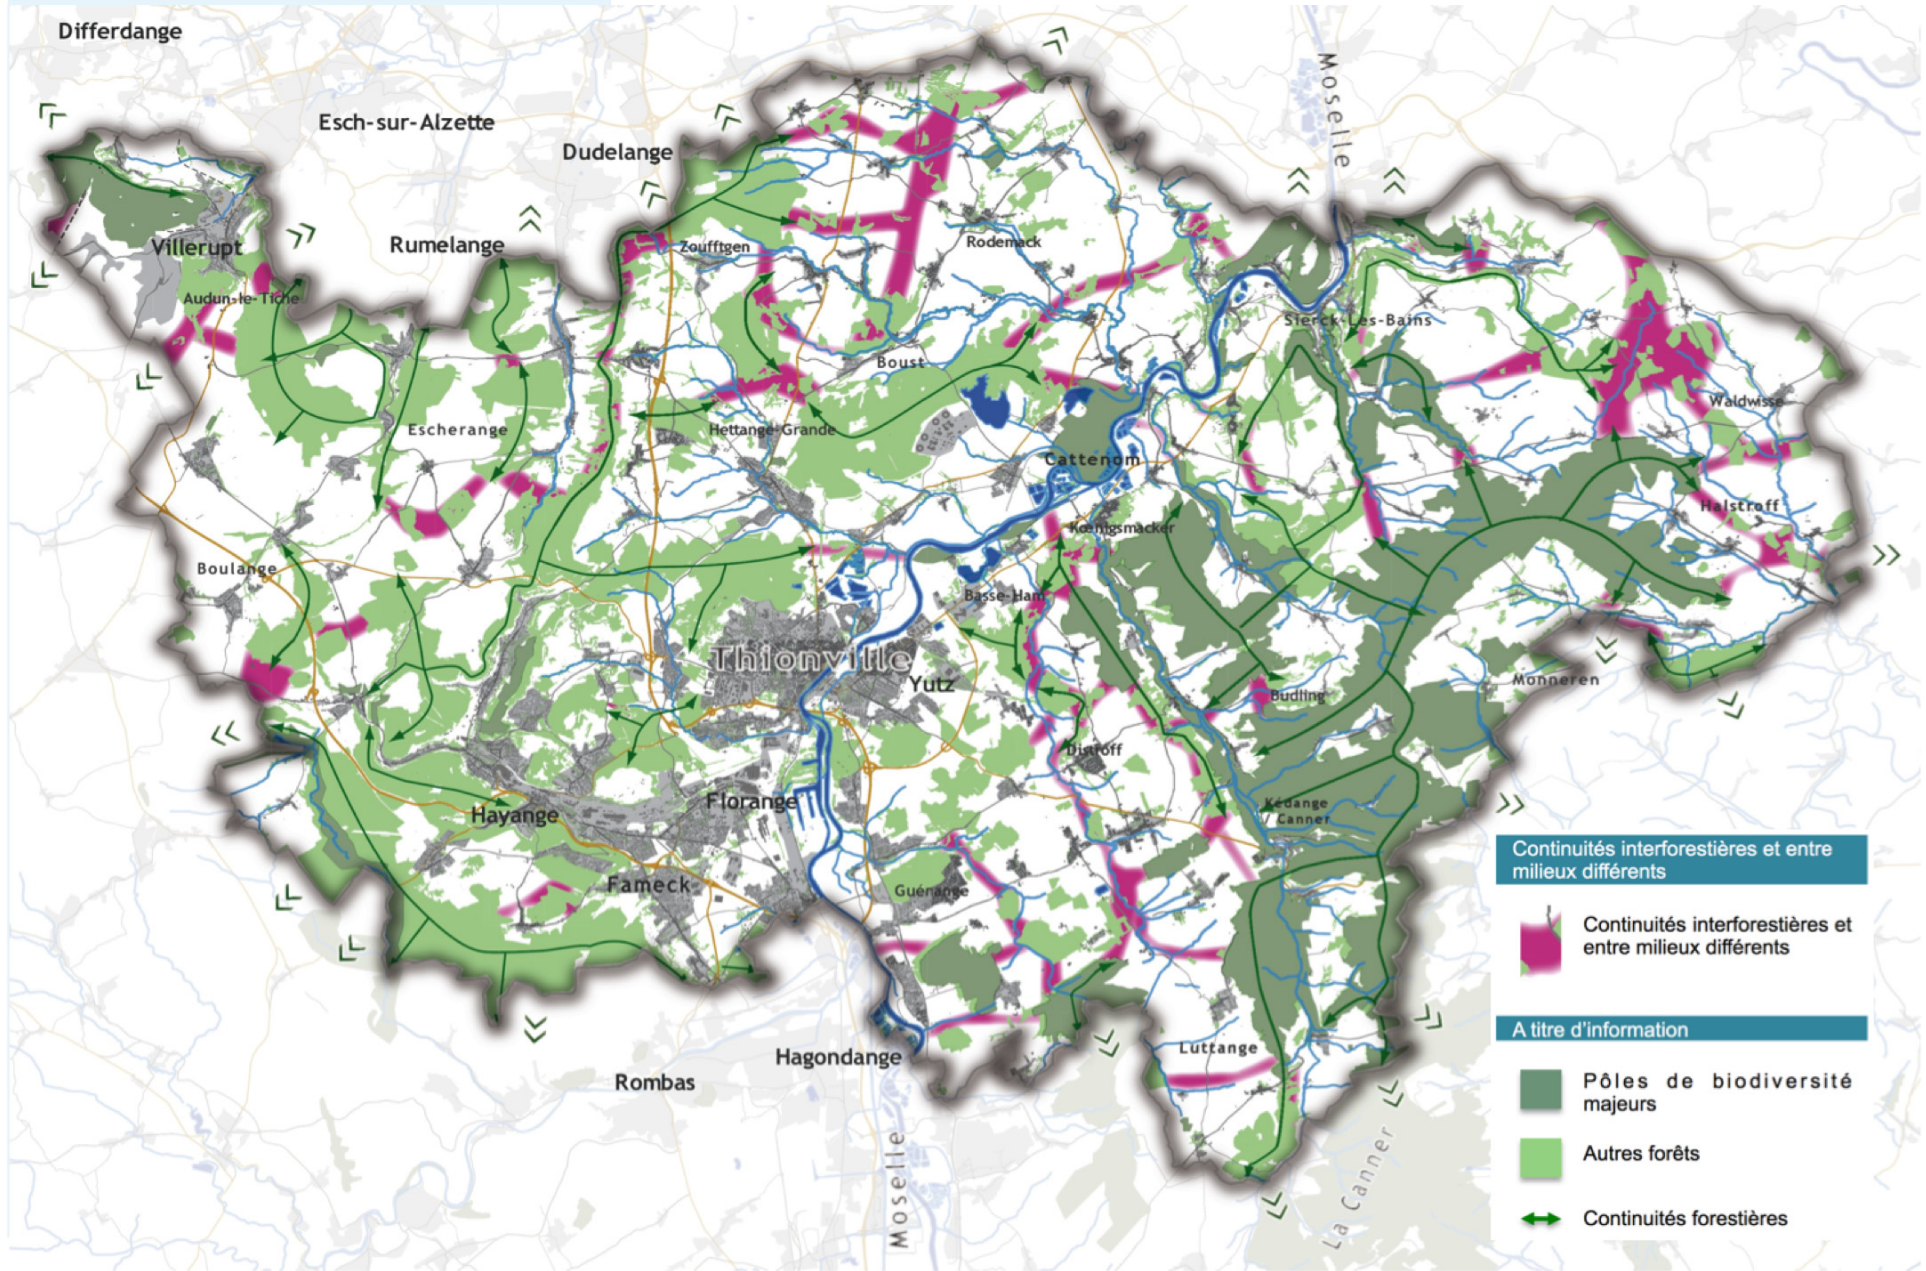 Differdange
Esch-sur-Alzette
Dudelange
Moselle
Villerupt
Rumelange
Zoufftgen
Rodemack
Audun-le-Tiche
Sierck-Les-Bains
Boust
Waldwisse
Escherange
Hettange-Grande
Cattenom
Halstroff
Kœnigsmacker
Boulange
Basse-Ham
Thionville
Yutz
Monneren
Budling
Distroff
Florange
Hayange
Kédange
/ Canner
Fameck
Guénange
Luttange
Hagondange
Rombas
Moselle
La Canner
Continuités interforestières et entre
milieux différents
Continuités interforestières et
entre milieux différents
A titre d'information
Pôles de biodiversité
majeurs
Autres forêts
Continuités forestières